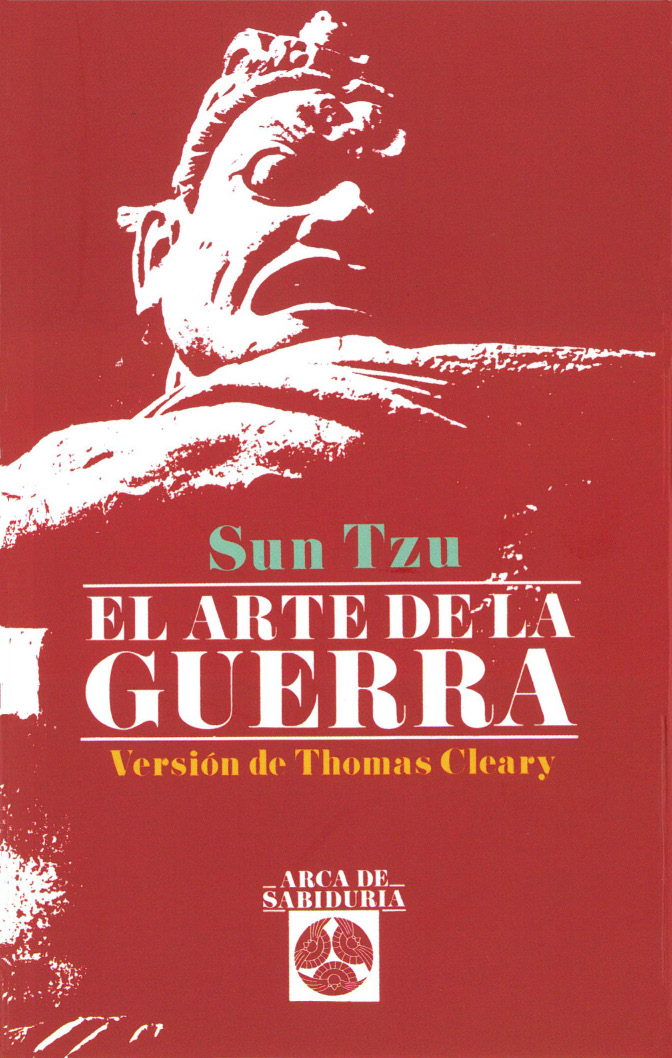 Sun Tzu
EL ARTE DE LA
GUERRA
Versión de Thomas Cleary
ARCA DE
SABIDURIA